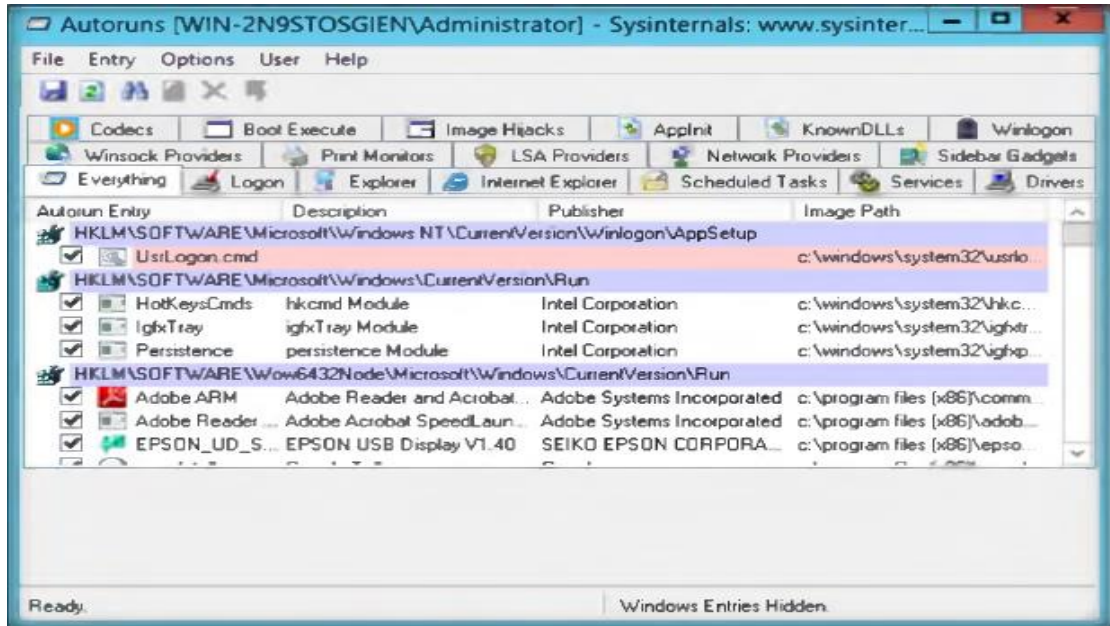 Autoruns [WIN-2N9STOSGIEN\Administrator] - Sysinternals: www.sysinter...
File Entry Options User Help
Codecs Boot Execute Image Hijacks AppInit KnownDLLs Winlogon
Winsock Providers Print Monitors LSA Providers Network Providers Sidebar Gadgets
Everything Logon Explorer Internet Explorer Scheduled Tasks Services Drivers
Autorun Entry Description Publisher Image Path
HKLM\SOFTWARE\Microsoft\Windows NT\CurrentVersion\Winlogon\AppSetup
UsrLogon.cmd c:\windows\system32\usrlo...
HKLM\SOFTWARE\Microsoft\Windows\CurrentVersion\Run
HotKeysCmds hkcmd Module Intel Corporation c:\windows\system32\hkc...
IgfxTray igfxTray Module Intel Corporation c:\windows\system32\igfxtr...
Persistence persistence Module Intel Corporation c:\windows\system32\igfxp...
HKLM\SOFTWARE\Wow6432Node\Microsoft\Windows\CurrentVersion\Run
Adobe ARM Adobe Reader and Acrobat... Adobe Systems Incorporated c:\program files (x86)\comm...
Adobe Reader ... Adobe Acrobat SpeedLaun... Adobe Systems Incorporated c:\program files (x86)\adob...
EPSON_UD_S... EPSON USB Display V1.40 SEIKO EPSON CORPORA... c:\program files (x86)\epso...
Ready. Windows Entries Hidden.